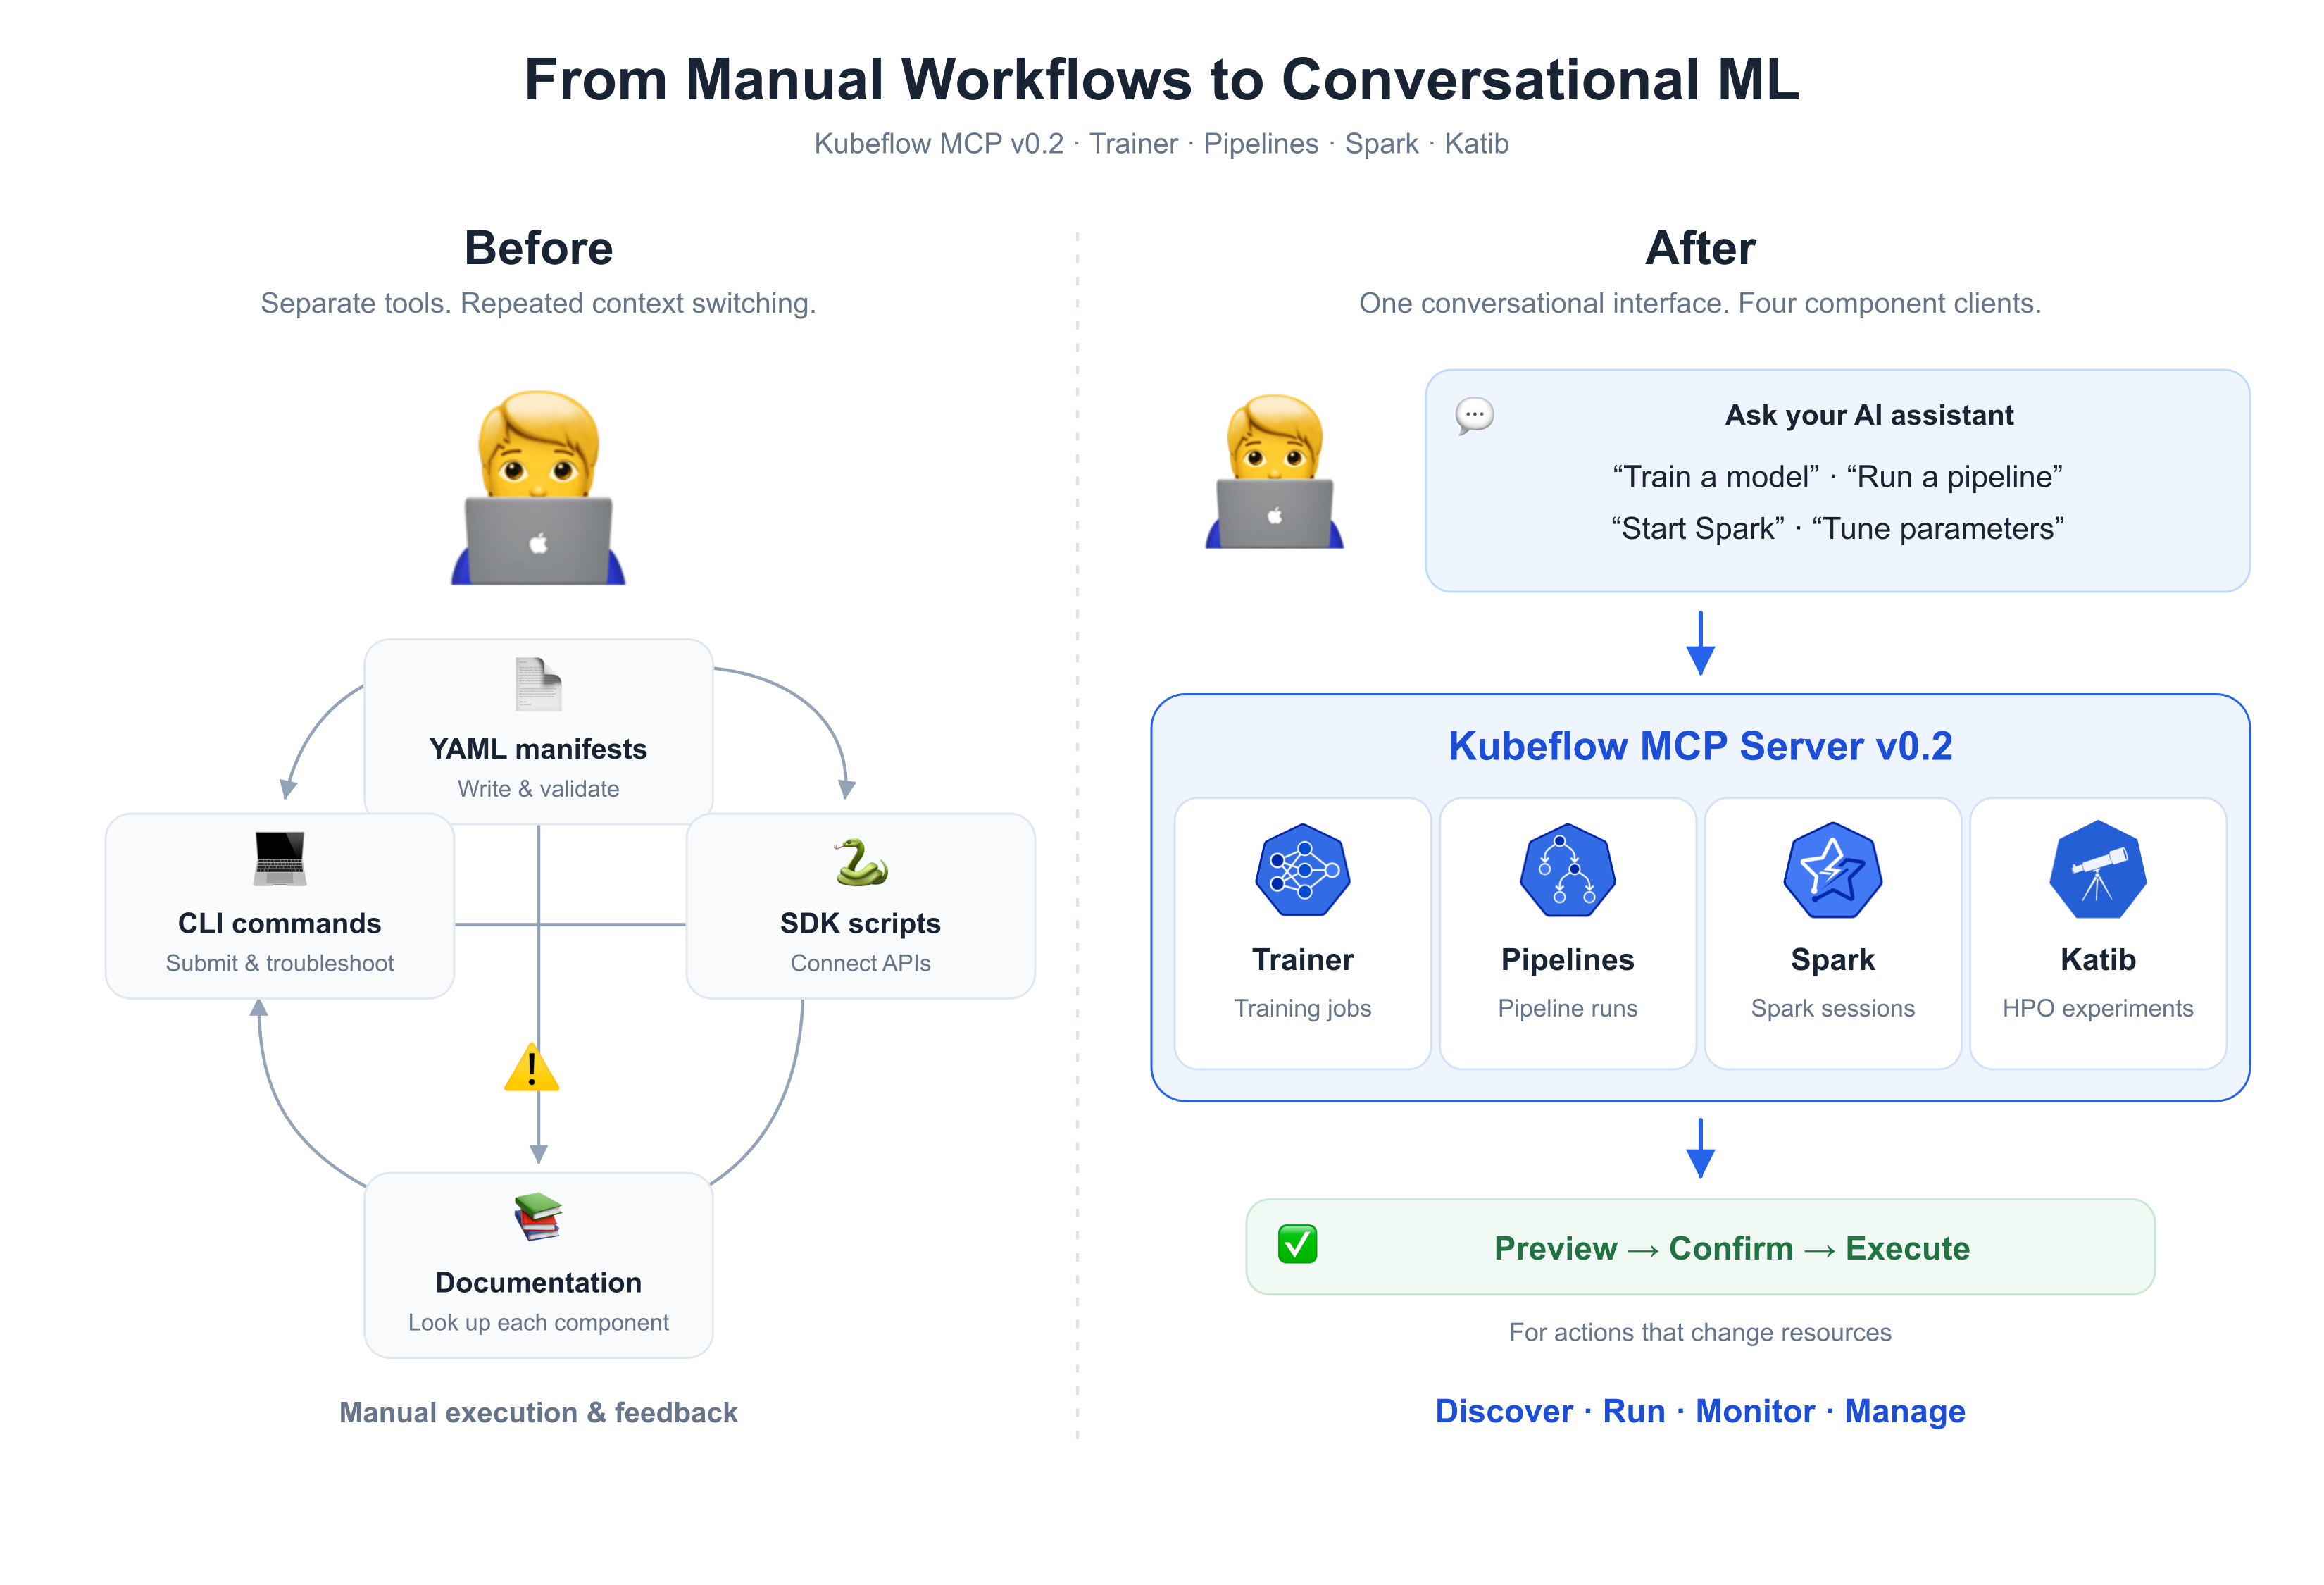 From Manual Workflows to Conversational ML
Kubeflow MCP v0.2 · Trainer · Pipelines · Spark · Katib
Before
Separate tools. Repeated context switching.
YAML manifests
Write & validate
CLI commands
Submit & troubleshoot
SDK scripts
Connect APIs
Documentation
Look up each component
Manual execution & feedback
After
One conversational interface. Four component clients.
Ask your AI assistant
“Train a model” · “Run a pipeline”
“Start Spark” · “Tune parameters”
Kubeflow MCP Server v0.2
Trainer
Training jobs
Pipelines
Pipeline runs
Spark
Spark sessions
Katib
HPO experiments
Preview → Confirm → Execute
For actions that change resources
Discover · Run · Monitor · Manage